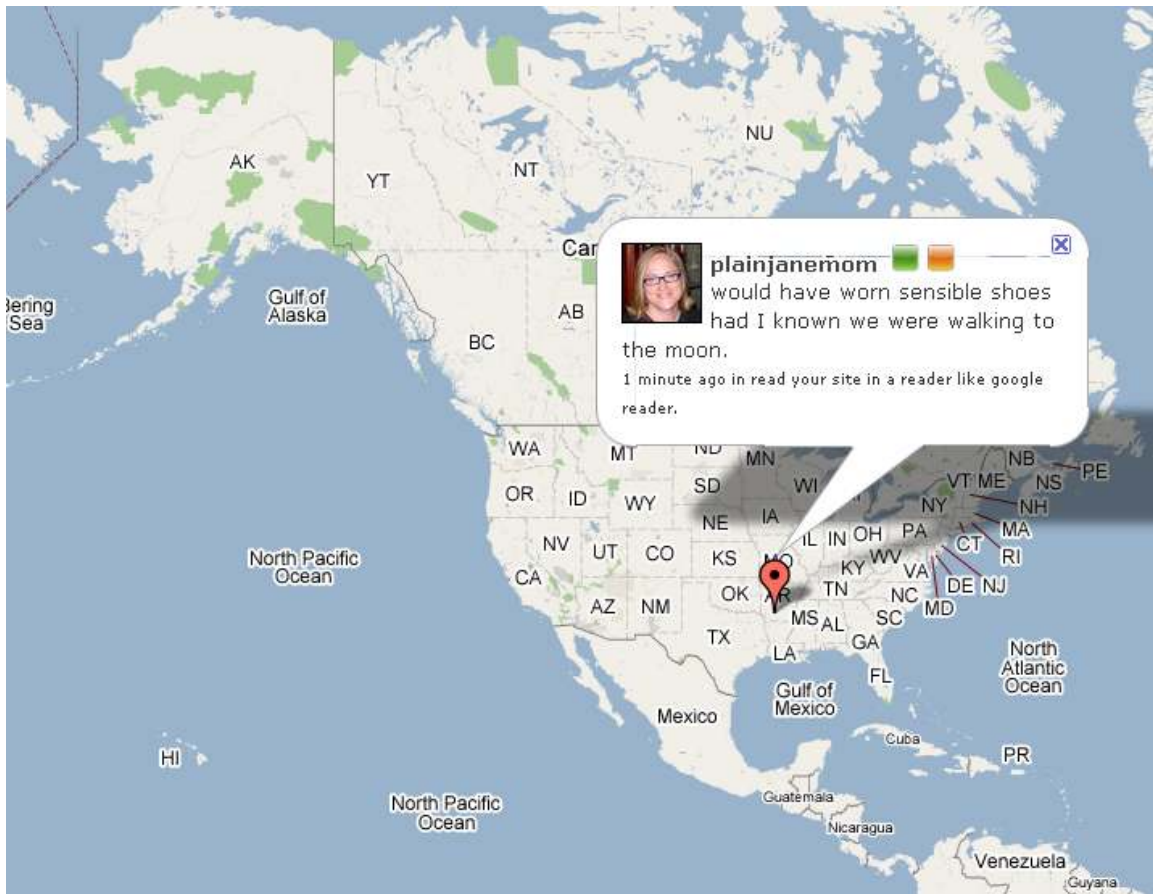 NU
AK
NT
YT
plainjanemom
would have worn sensible shoes
had I known we were walking to
the moon.
1 minute ago in read your site in a reader like google
reader.
Gulf of
Alaska
Bering
Sea
AB
BC
WA
MT
ND
MN
NB
PE
OR
ID
WY
SD
WI
VT
ME
NS
NY
NH
NE
IA
MA
NV
UT
CO
KS
IL
IN
OH
PA
CT
RI
North Pacific
Ocean
CA
MO
KY
WV
VA
DE
NJ
AZ
NM
OK
AR
TN
NC
MD
TX
MS
AL
SC
GA
LA
FL
North
Atlantic
Ocean
Gulf of
Mexico
Mexico
HI
Cuba
PR
North Pacific
Ocean
Guatemala
Nicaragua
Venezuela
Guyana